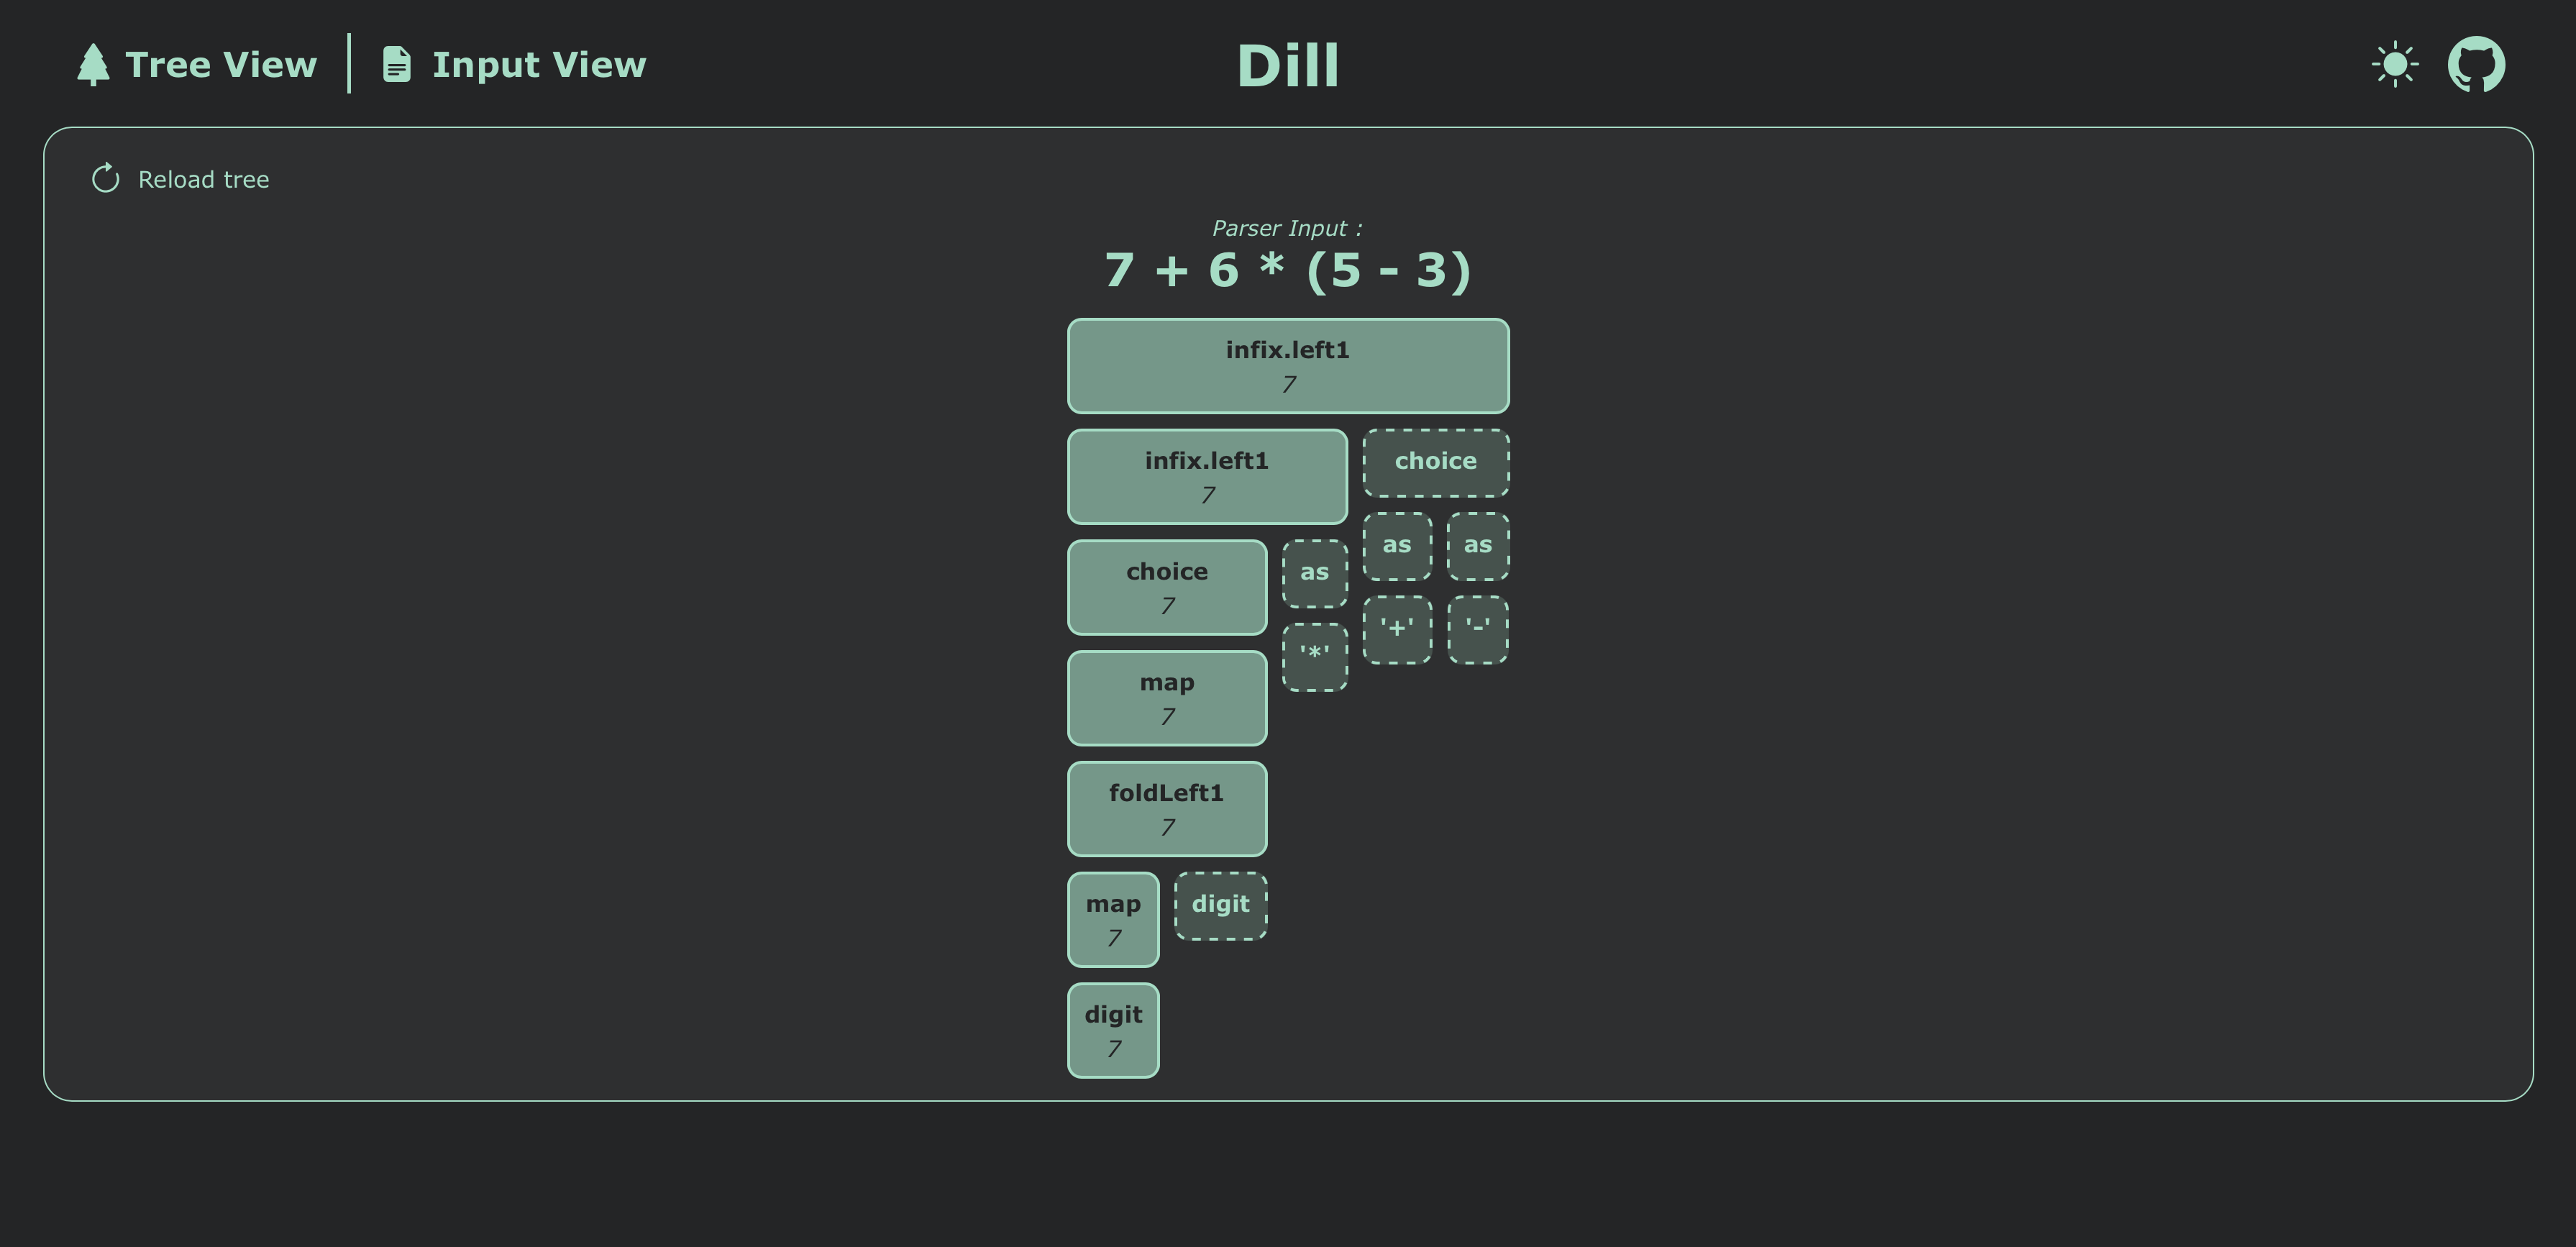 Tree View
Input View
Dill
Reload tree
Parser Input :
7 + 6 * (5 - 3)
infix.left1
7
infix.left1
7
choice
choice
7
as
as
as
'*'
'+'
'-'
map
7
foldLeft1
7
map
7
digit
digit
7